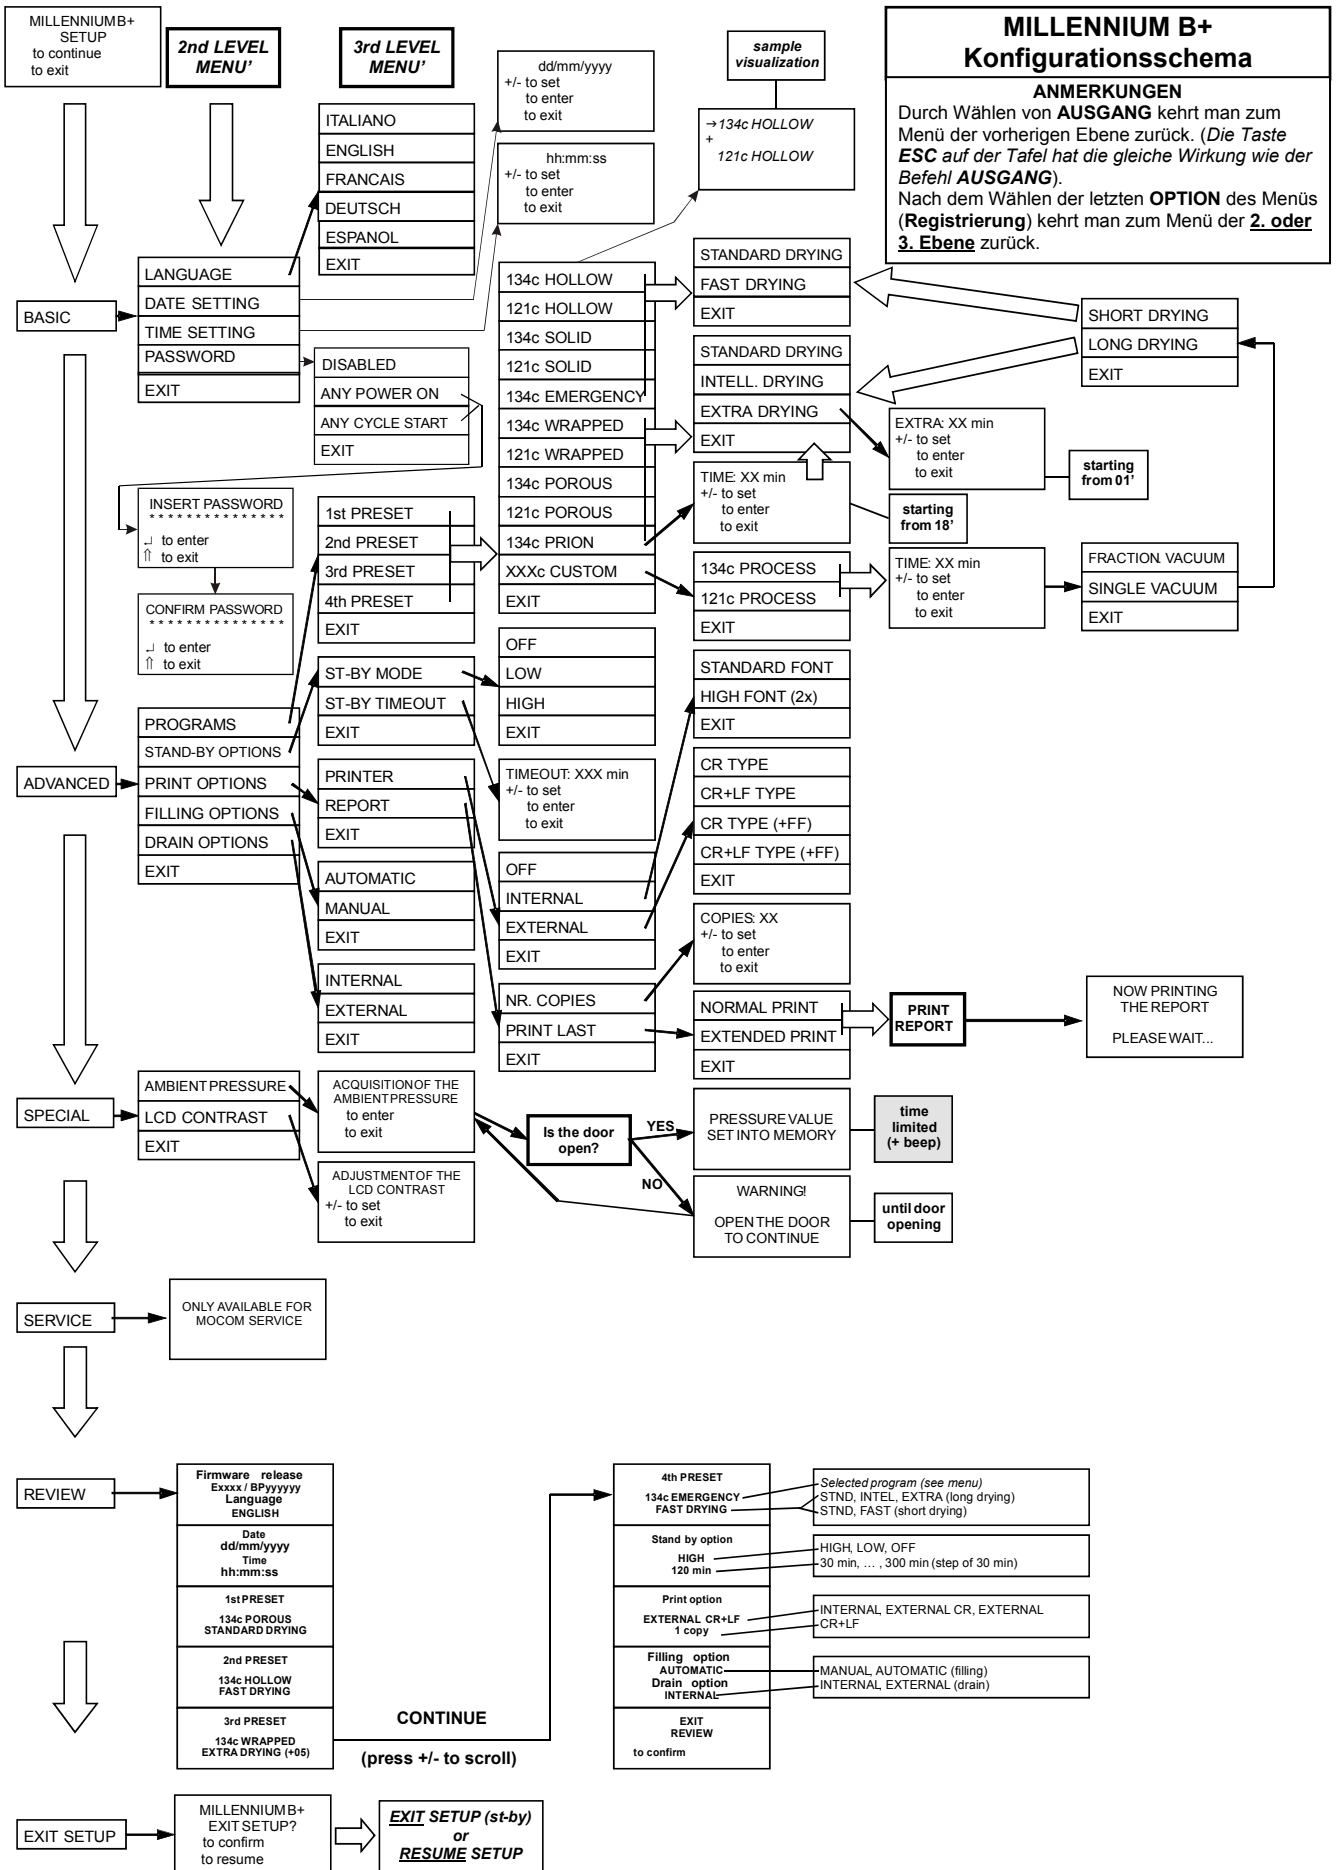 MILLENNIUM B+
SETUP
to continue
to exit
2nd LEVEL
MENU'
3rd LEVEL
MENU'
dd/mm/yyyy
+/- to set
to enter
to exit
sample
visualization
MILLENNIUM B+
Konfigurationsschema
ANMERKUNGEN
Durch Wählen von AUSGANG kehrt man zum
Menü der vorherigen Ebene zurück. (Die Taste
ESC auf der Tafel hat die gleiche Wirkung wie der
Befehl AUSGANG).
Nach dem Wählen der letzten OPTION des Menüs
(Registrierung) kehrt man zum Menü der 2. oder
3. Ebene zurück.
→134c HOLLOW
+
121c HOLLOW
ITALIANO
ENGLISH
FRANCAIS
DEUTSCH
ESPANOL
EXIT
hh:mm:ss
+/- to set
to enter
to exit
BASIC
LANGUAGE
DATE SETTING
TIME SETTING
PASSWORD
EXIT
DISABLED
ANY POWER ON
ANY CYCLE START
EXIT
INSERT PASSWORD
* * * * * * * * * * * * * * *
↵ to enter
⇑ to exit
CONFIRM PASSWORD
* * * * * * * * * * * * * * *
↵ to enter
⇑ to exit
1st PRESET
2nd PRESET
3rd PRESET
4th PRESET
EXIT
134c HOLLOW
121c HOLLOW
134c SOLID
121c SOLID
134c EMERGENCY
134c WRAPPED
121c WRAPPED
134c POROUS
121c POROUS
134c PRION
XXXc CUSTOM
EXIT
STANDARD DRYING
FAST DRYING
EXIT
STANDARD DRYING
INTELL. DRYING
EXTRA DRYING
EXIT
SHORT DRYING
LONG DRYING
EXIT
EXTRA: XX min
+/- to set
to enter
to exit
starting
from 01'
TIME: XX min
+/- to set
to enter
to exit
starting
from 18'
134c PROCESS
121c PROCESS
EXIT
TIME: XX min
+/- to set
to enter
to exit
FRACTION. VACUUM
SINGLE VACUUM
EXIT
ADVANCED
PROGRAMS
STAND-BY OPTIONS
PRINT OPTIONS
FILLING OPTIONS
DRAIN OPTIONS
EXIT
ST-BY MODE
ST-BY TIMEOUT
EXIT
OFF
LOW
HIGH
EXIT
TIMEOUT: XXX min
+/- to set
to enter
to exit
PRINTER
REPORT
EXIT
AUTOMATIC
MANUAL
EXIT
INTERNAL
EXTERNAL
EXIT
OFF
INTERNAL
EXTERNAL
EXIT
NR. COPIES
PRINT LAST
EXIT
STANDARD FONT
HIGH FONT (2x)
EXIT
CR TYPE
CR+LF TYPE
CR TYPE (+FF)
CR+LF TYPE (+FF)
EXIT
COPIES: XX
+/- to set
to enter
to exit
NORMAL PRINT
EXTENDED PRINT
EXIT
PRINT
REPORT
NOW PRINTING
THE REPORT
PLEASE WAIT...
SPECIAL
AMBIENT PRESSURE
LCD CONTRAST
EXIT
ACQUISITION OF THE
AMBIENT PRESSURE
to enter
to exit
ADJUSTMENT OF THE
LCD CONTRAST
+/- to set
to exit
Is the door
open?
YES
NO
PRESSURE VALUE
SET INTO MEMORY
time
limited
(+ beep)
WARNING!
OPEN THE DOOR
TO CONTINUE
until door
opening
SERVICE
ONLY AVAILABLE FOR
MOCOM SERVICE
REVIEW
Firmware release
Exxxx / BPyyyyyy
Language
ENGLISH
Date
dd/mm/yyyy
Time
hh:mm:ss
1st PRESET
134c POROUS
STANDARD DRYING
2nd PRESET
134c HOLLOW
FAST DRYING
3rd PRESET
134c WRAPPED
EXTRA DRYING (+05)
CONTINUE
(press +/- to scroll)
4th PRESET
134c EMERGENCY
FAST DRYING
Selected program (see menu)
STND, INTEL, EXTRA (long drying)
STND, FAST (short drying)
Stand by option
HIGH
120 min
HIGH, LOW, OFF
30 min, ... , 300 min (step of 30 min)
Print option
EXTERNAL CR+LF
1 copy
INTERNAL, EXTERNAL CR, EXTERNAL
CR+LF
Filling option
AUTOMATIC
Drain option
INTERNAL
MANUAL, AUTOMATIC (filling)
INTERNAL, EXTERNAL (drain)
EXIT
REVIEW
to confirm
EXIT SETUP
MILLENNIUM B+
EXIT SETUP?
to confirm
to resume
EXIT SETUP (st-by)
or
RESUME SETUP